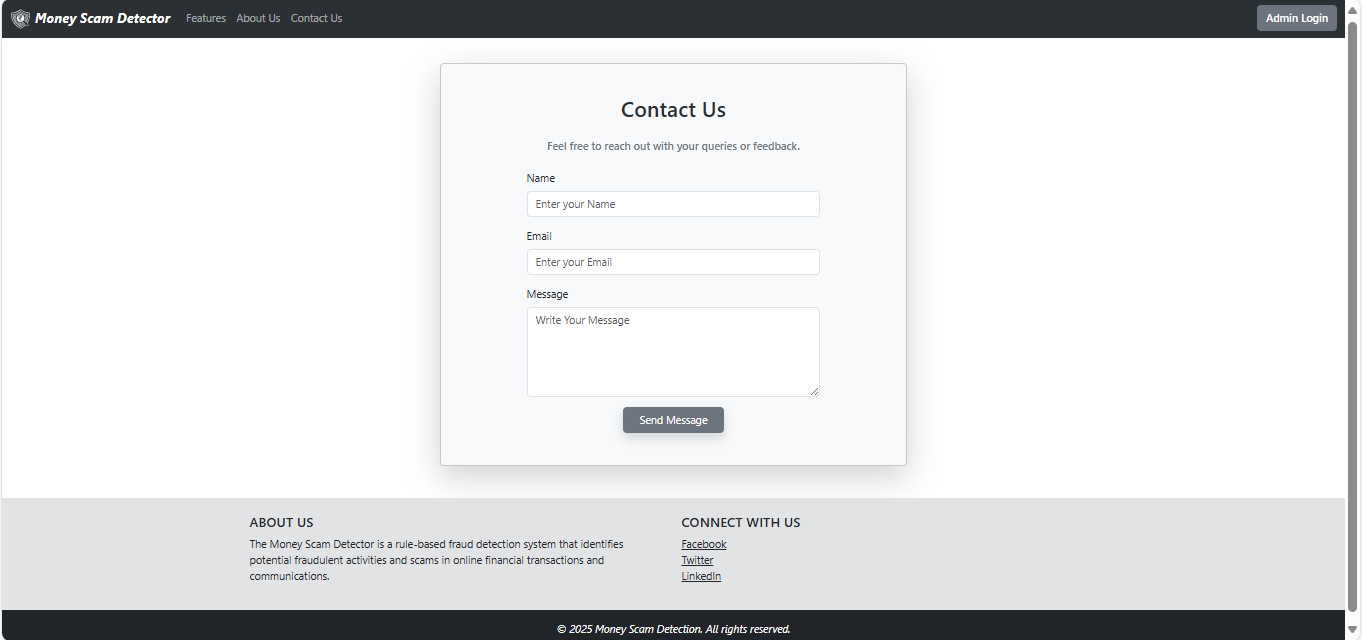 Money Scam Detector Features About Us Contact Us Admin Login
Contact Us
Feel free to reach out with your queries or feedback.
Name
Enter your Name
Email
Enter your Email
Message
Write Your Message
Send Message
ABOUT US
The Money Scam Detector is a rule-based fraud detection system that identifies
potential fraudulent activities and scams in online financial transactions and
communications.
CONNECT WITH US
Facebook
Twitter
LinkedIn
© 2025 Money Scam Detection. All rights reserved.